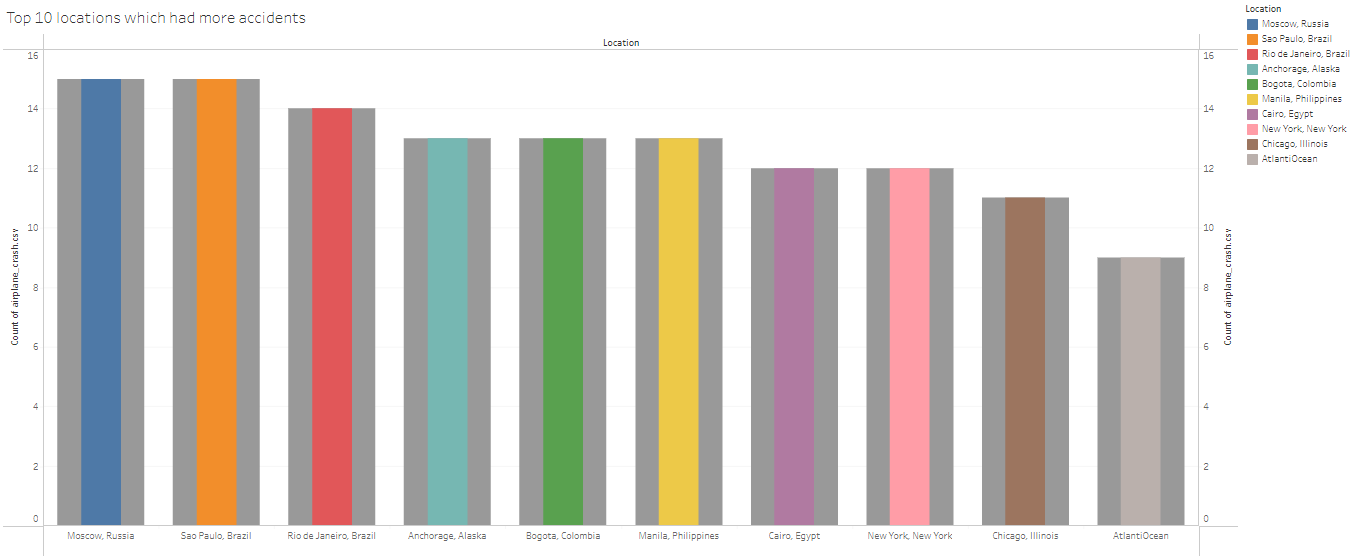 Top 10 locations which had more accidents
Location
Count of airplane_crash.csv
16
14
12
10
8
6
4
2
0
Moscow, Russia
Sao Paulo, Brazil
Rio de Janeiro, Brazil
Anchorage, Alaska
Bogota, Colombia
Manila, Philippines
Cairo, Egypt
New York, New York
Chicago, Illinois
AtlantiOcean
16
14
12
10
8
6
4
2
0
Count of airplane_crash.csv
Location
Moscow, Russia
Sao Paulo, Brazil
Rio de Janeiro, Brazil
Anchorage, Alaska
Bogota, Colombia
Manila, Philippines
Cairo, Egypt
New York, New York
Chicago, Illinois
AtlantiOcean